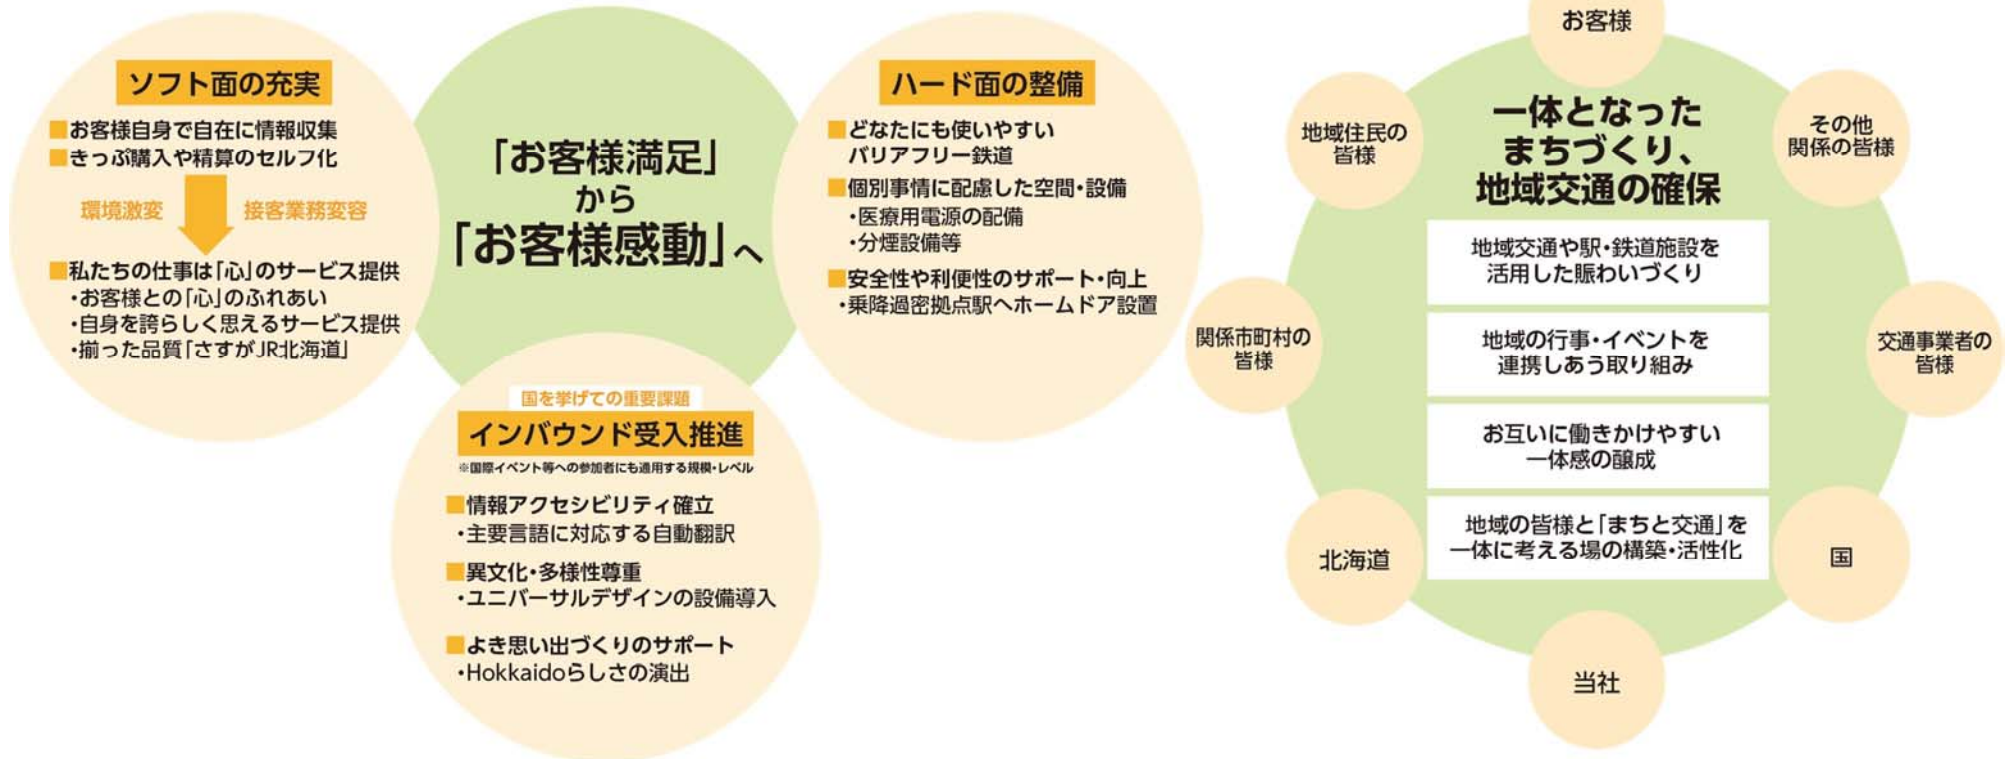 ソフト面の充実
■お客様自身で自在に情報収集
■きっぷ購入や精算のセルフ化
環境激変
接客業務変容
■私たちの仕事は「心」のサービス提供
・お客様との「心」のふれあい
・自身を誇らしく思えるサービス提供
・揃った品質「さすがJR北海道」
「お客様満足」
から
「お客様感動」へ
ハード面の整備
■どなたにも使いやすい
バリアフリー鉄道
■個別事情に配慮した空間・設備
・医療用電源の配備
・分煙設備等
■安全性や利便性のサポート・向上
・乗降過密拠点駅へホームドア設置
国を挙げての重要課題
インバウンド受入推進
※国際イベント等への参加者にも通用する規模・レベル
■情報アクセシビリティ確立
・主要言語に対応する自動翻訳
■異文化・多様性尊重
・ユニバーサルデザインの設備導入
■よき思い出づくりのサポート
・Hokkaidoらしさの演出
一体となった
まちづくり、
地域交通の確保
地域交通や駅・鉄道施設を
活用した賑わいづくり
地域の行事・イベントを
連携しあう取り組み
お互いに働きかけやすい
一体感の醸成
地域の皆様と「まちと交通」を
一体に考える場の構築・活性化
お客様
その他
関係の皆様
交通事業者の
皆様
国
当社
北海道
関係市町村の
皆様
地域住民の
皆様